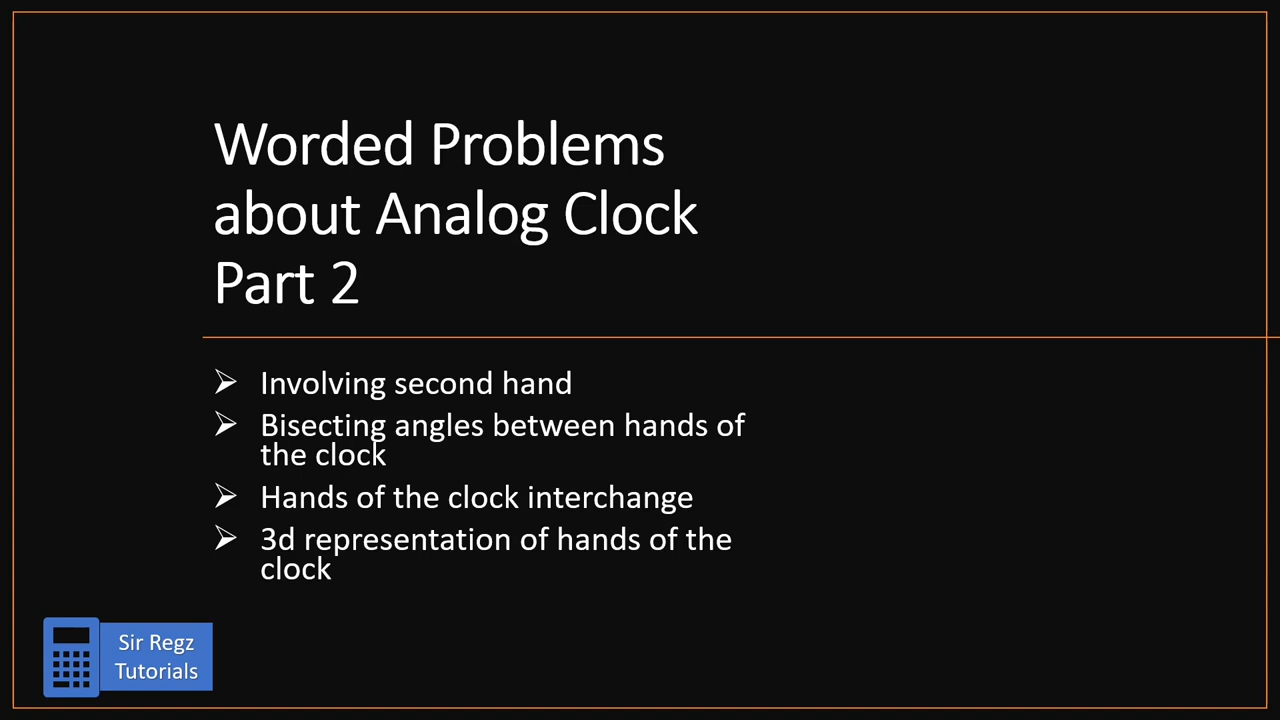 Worded Problems
about Analog Clock
Part 2
Involving second hand
Bisecting angles between hands of
the clock
Hands of the clock interchange
3d representation of hands of the
clock
Sir Regz
Tutorials